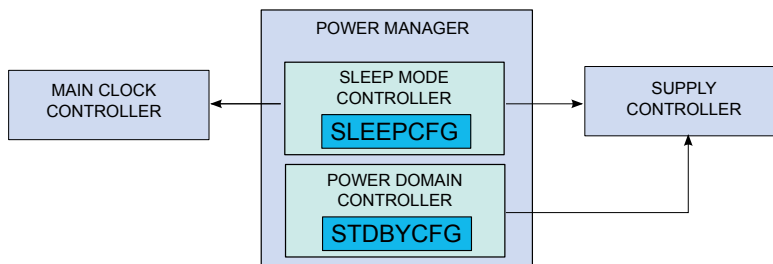 POWER MANAGER
SLEEP MODE
CONTROLLER
SLEEPCFG
MAIN CLOCK
CONTROLLER
SUPPLY
CONTROLLER
POWER DOMAIN
CONTROLLER
STDBYCFG